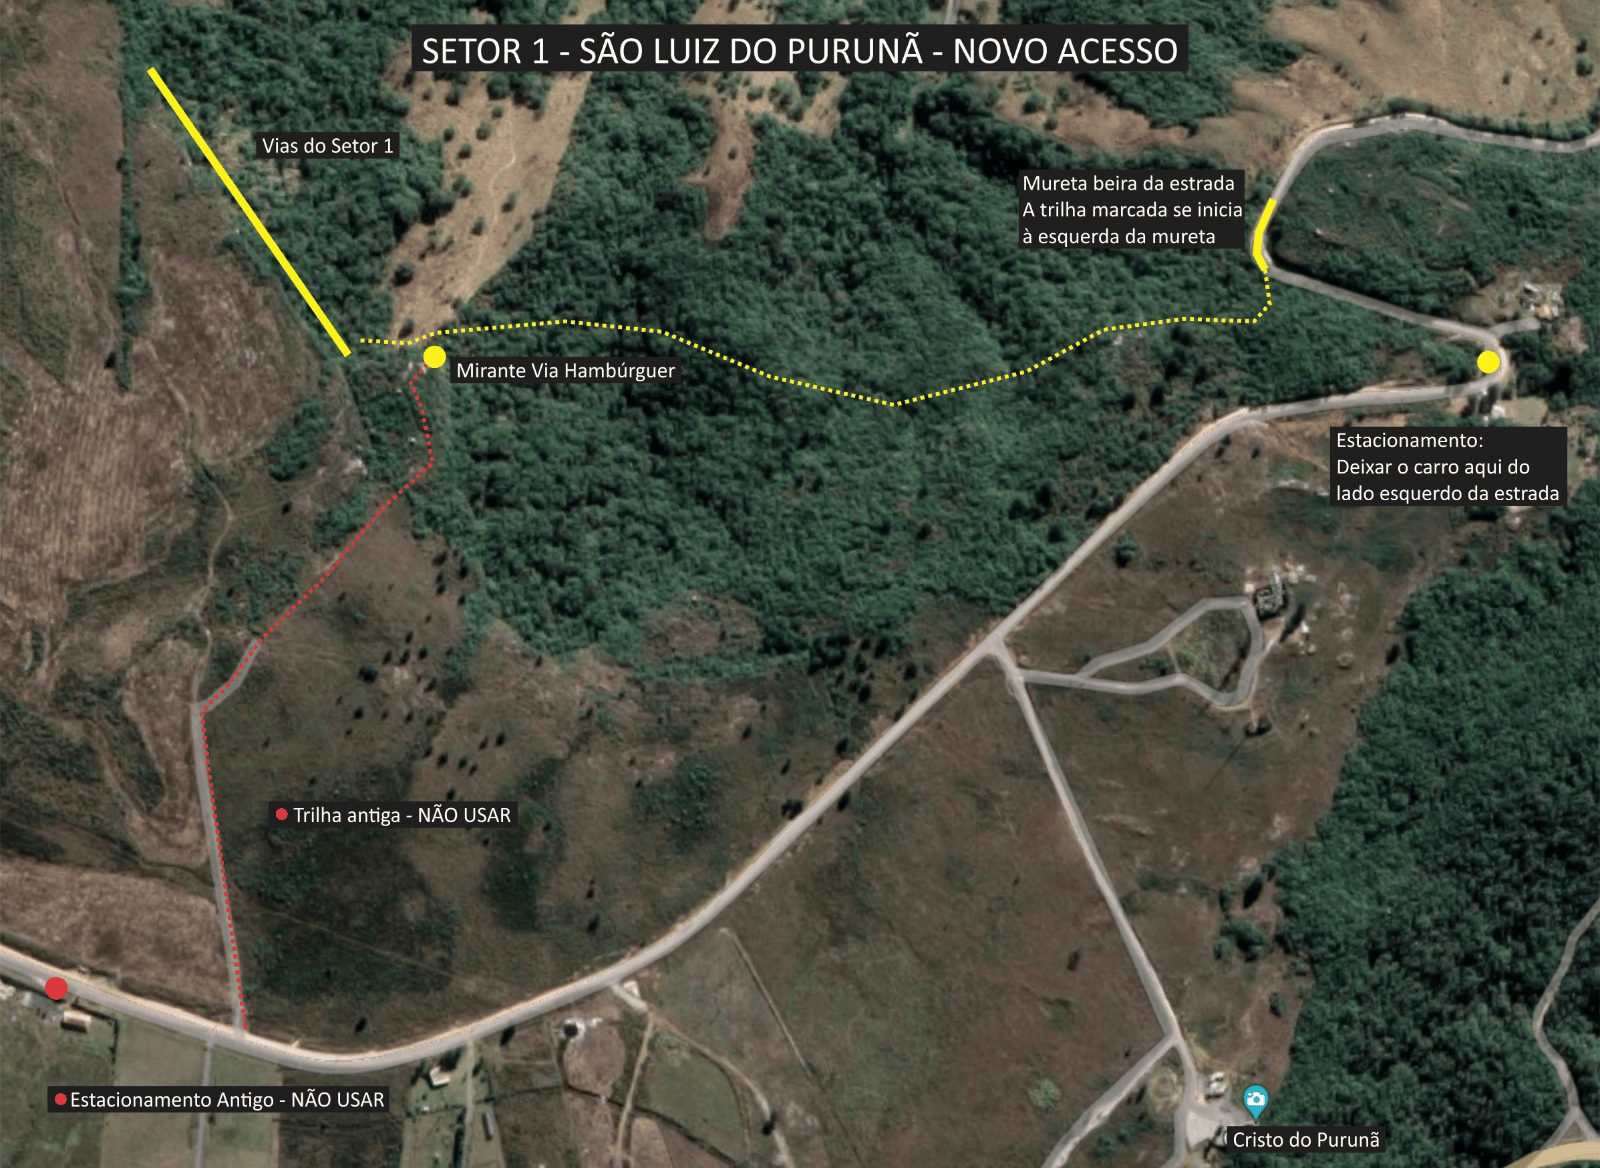 SETOR 1 - SÃO LUIZ DO PURUNÃ - NOVO ACESSO
Vias do Setor 1
Mureta beira da estrada
A trilha marcada se inicia
à esquerda da mureta
Mirante Via Hambúrguer
Estacionamento:
Deixar o carro aqui do
lado esquerdo da estrada
Trilha antiga - NÃO USAR
Estacionamento Antigo - NÃO USAR
Cristo do Purunã